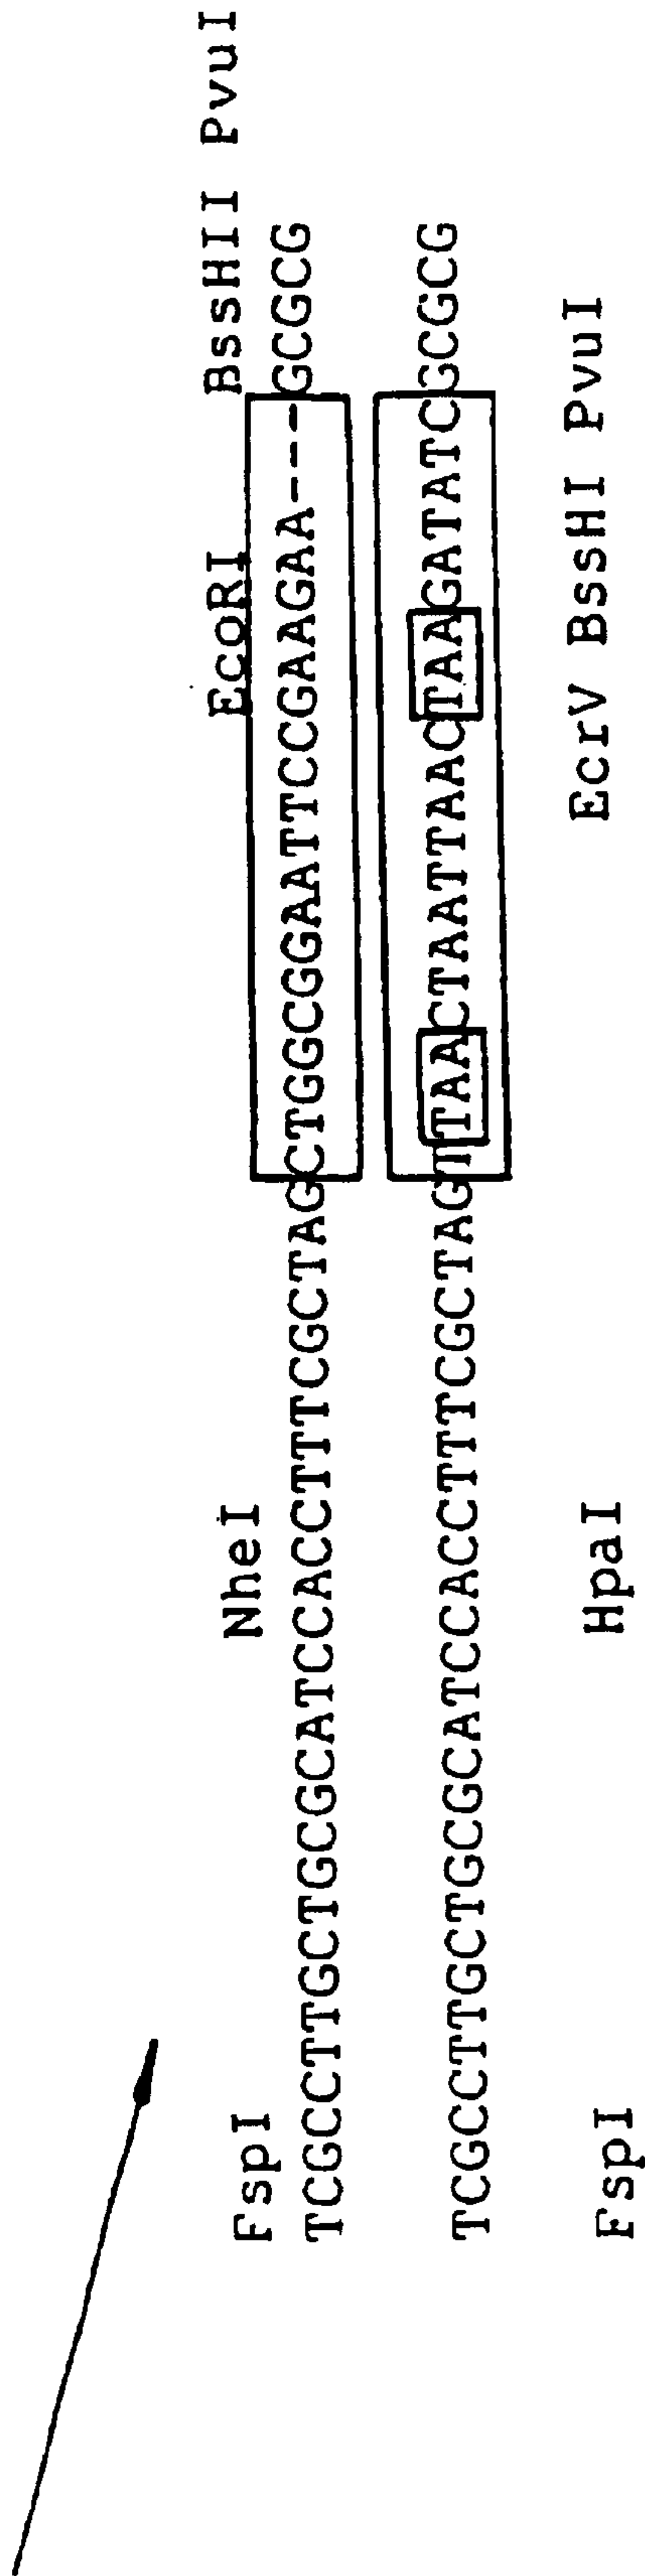 FspI NheI EcoRI BssHII PvuI
TCGCCTTGCTGCGCATCCACCTTTCGCTAGCTGGCGGAATTCCGAAGAA---GCGCG
TCGCCTTGCTGCGCATCCACCTTTCGCTAGTTAACTAATTAACTAAGATATCGCGCG
FspI HpaI EcrV BssHI PvuI